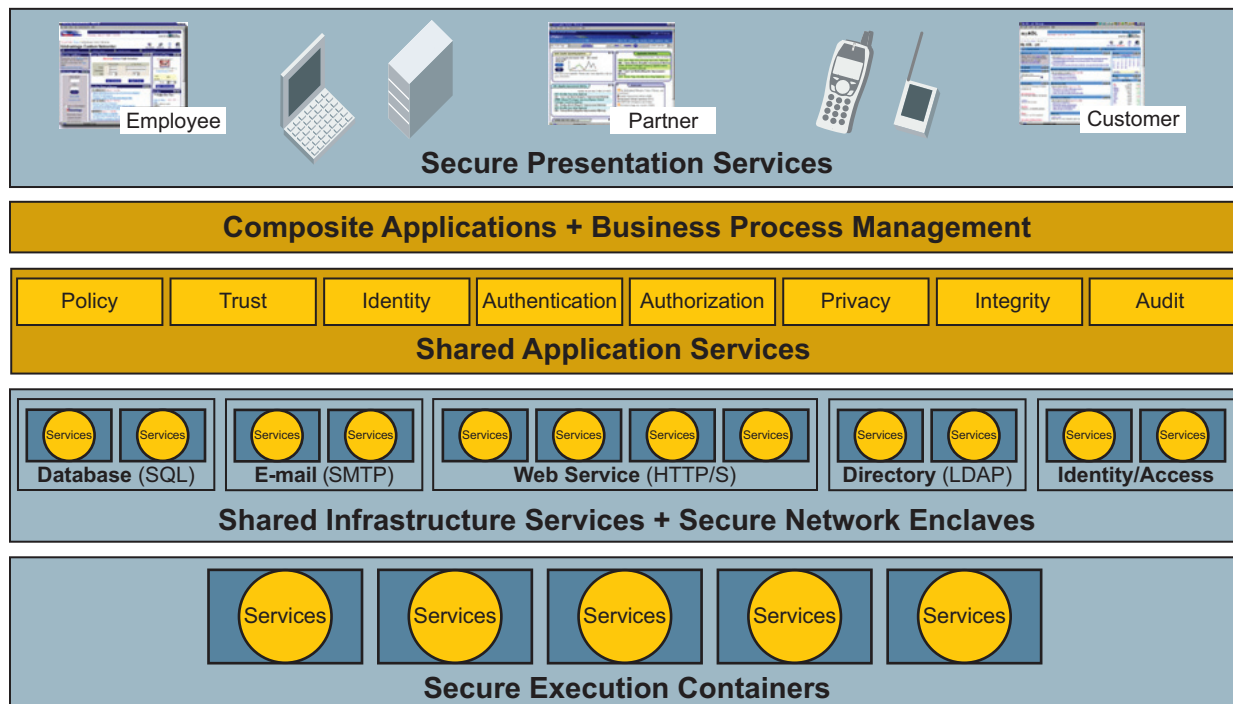 Employee
Partner
Customer
Secure Presentation Services
Composite Applications + Business Process Management
Policy
Trust
Identity
Authentication
Authorization
Privacy
Integrity
Audit
Shared Application Services
Services
Services
Services
Services
Services
Services
Services
Services
Services
Services
Services
Services
Database (SQL)
E-mail (SMTP)
Web Service (HTTP/S)
Directory (LDAP)
Identity/Access
Shared Infrastructure Services + Secure Network Enclaves
Services
Services
Services
Services
Services
Secure Execution Containers